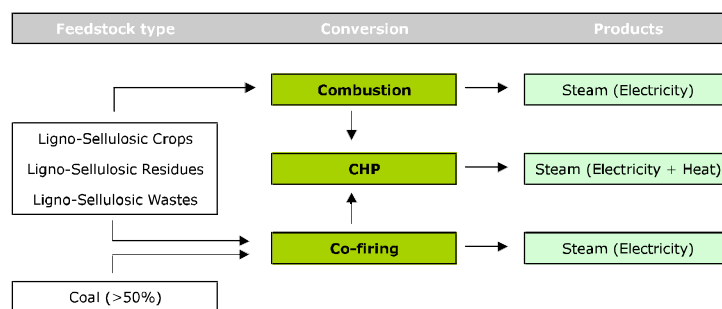 Feedstock type
Conversion
Products
Combustion
Steam (Electricity)
Ligno-Sellulosic Crops
Ligno-Sellulosic Residues
Ligno-Sellulosic Wastes
CHP
Steam (Electricity + Heat)
Co-firing
Steam (Electricity)
Coal (>50%)